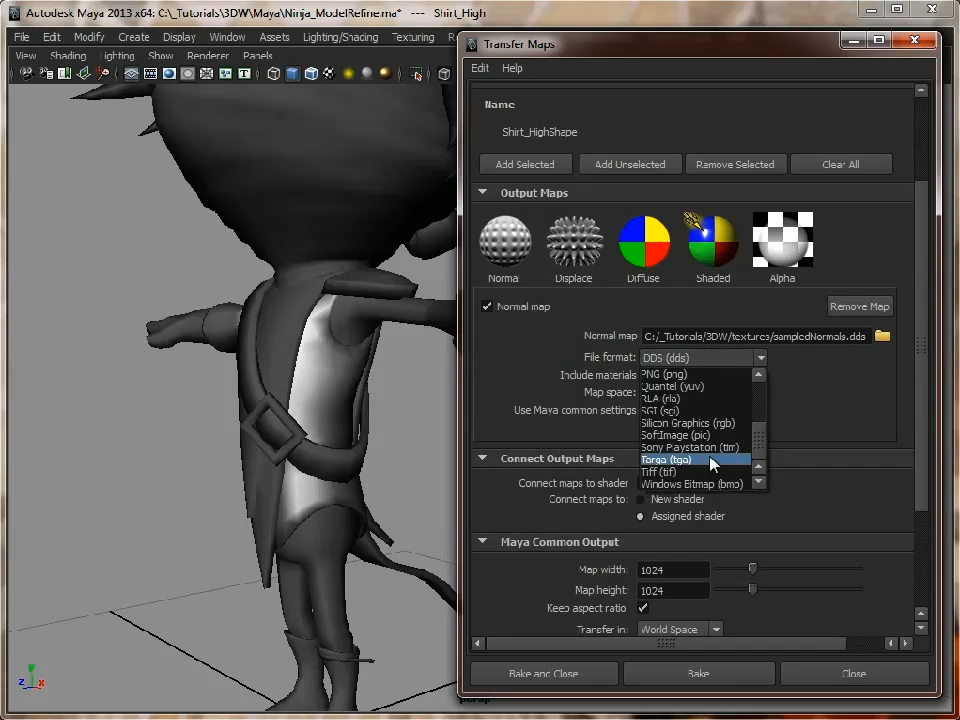 Autodesk Maya 2013 x64: C:\_Tutorials\3DW\Maya\Ninja_ModelRefine.ma* --- Shirt_High
File Edit Modify Create Display Window Assets Lighting/Shading Texturing R
View Shading Lighting Show Renderer Panels
Transfer Maps
Edit Help
Name
Shirt_HighShape
Add Selected Add Unselected Remove Selected Clear All
Output Maps
Normal Displace Diffuse Shaded Alpha
Normal map Remove Map
Normal map C:/_Tutorials/3DW/textures/sampledNormals.dds
File format: DDS (dds)
Include materials
Map space:
Use Maya common settings
PNG (png)
Quantel (yuv)
RLA (rla)
SGI (sgi)
Silicon Graphics (rgb)
SoftImage (pic)
Sony Playstation (tim)
Targa (tga)
Tiff (tif)
Windows Bitmap (bmp)
Connect Output Maps
Connect maps to shader
Connect maps to: New shader
Assigned shader
Maya Common Output
Map width: 1024
Map height: 1024
Keep aspect ratio
Transfer in: World Space
Bake and Close Bake Close
persp
z x